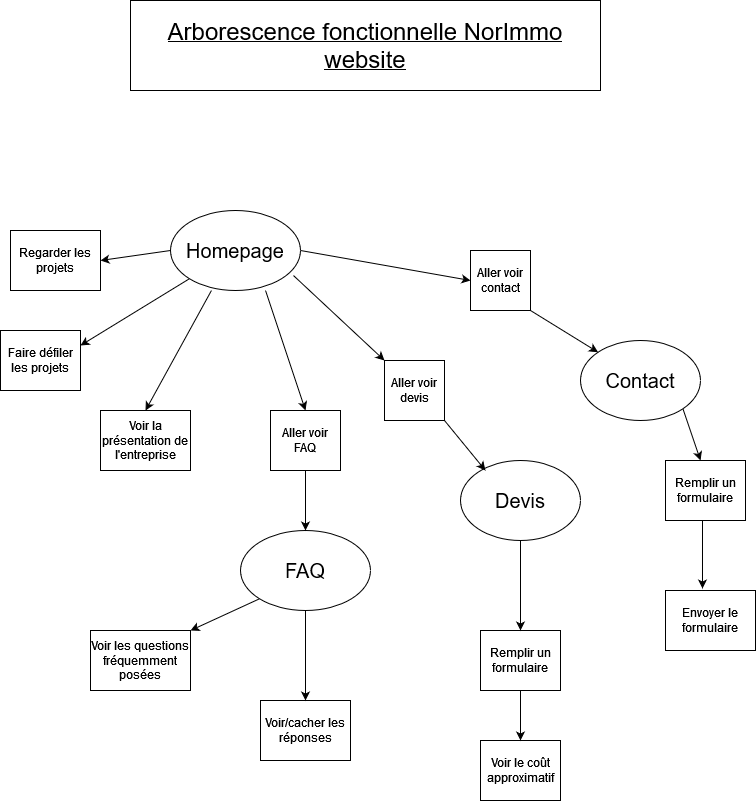 Arborescence fonctionnelle NorImmo
website
Homepage
Regarder les
projets
Aller voir
contact
Faire défiler
les projets
Contact
Aller voir
devis
Voir la
présentation de
l'entreprise
Aller voir
FAQ
Devis
Remplir un
formulaire
FAQ
Envoyer le
formulaire
Voir les questions
fréquemment
posées
Remplir un
formulaire
Voir/cacher les
réponses
Voir le coût
approximatif